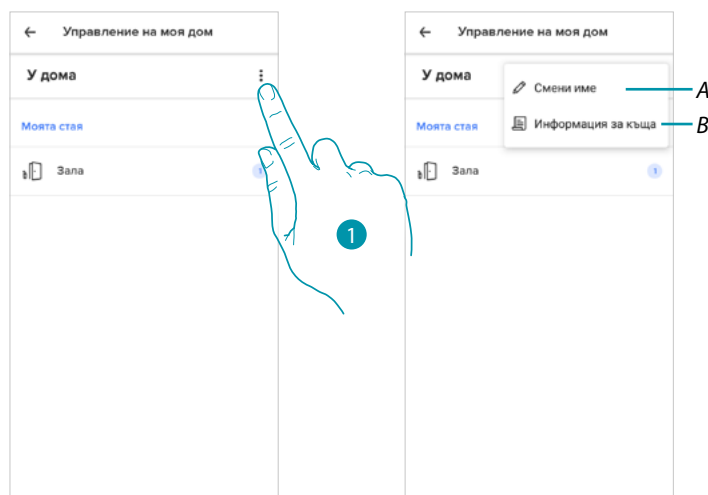 ← Управление на моя дом
У дома
Моята стая
Зала 1
1
← Управление на моя дом
У дома
Смени име A
Моята стая
Информация за къща B
Зала 1